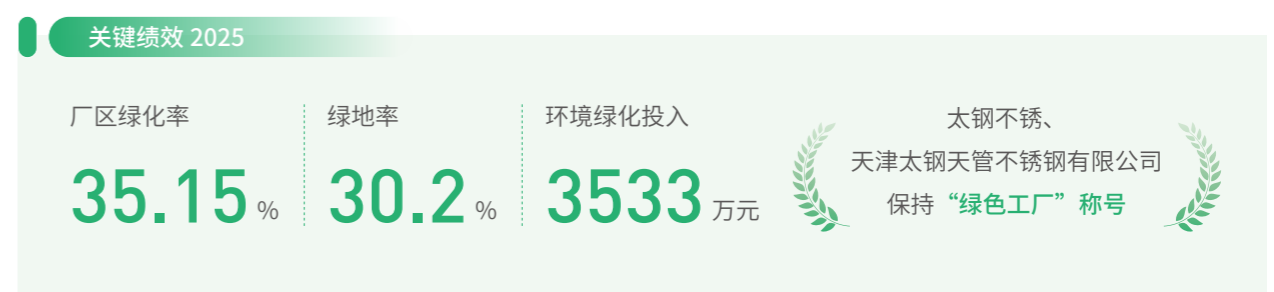 关键绩效 2025
厂区绿化率
35.15 %
绿地率
30.2 %
环境绿化投入
3533 万元
太钢不锈、
天津太钢天管不锈钢有限公司
保持“绿色工厂”称号